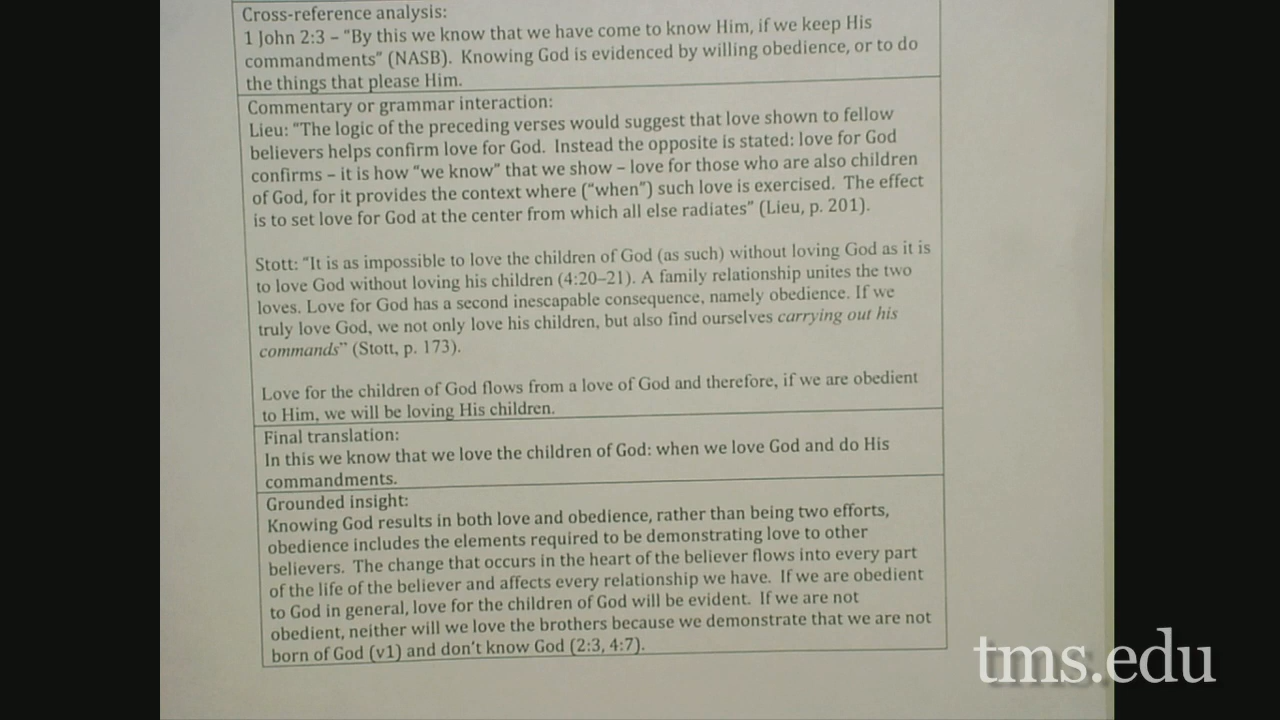 Cross-reference analysis:
1 John 2:3 – “By this we know that we have come to know Him, if we keep His
commandments” (NASB).  Knowing God is evidenced by willing obedience, or to do
the things that please Him.
Commentary or grammar interaction:
Lieu: “The logic of the preceding verses would suggest that love shown to fellow
believers helps confirm love for God.  Instead the opposite is stated: love for God
confirms – it is how “we know” that we show – love for those who are also children
of God, for it provides the context where (“when”) such love is exercised.  The effect
is to set love for God at the center from which all else radiates” (Lieu, p. 201).
Stott: “It is as impossible to love the children of God (as such) without loving God as it is
to love God without loving his children (4:20–21). A family relationship unites the two
loves. Love for God has a second inescapable consequence, namely obedience. If we
truly love God, we not only love his children, but also find ourselves carrying out his
commands” (Stott, p. 173).
Love for the children of God flows from a love of God and therefore, if we are obedient
to Him, we will be loving His children.
Final translation:
In this we know that we love the children of God: when we love God and do His
commandments.
Grounded insight:
Knowing God results in both love and obedience, rather than being two efforts,
obedience includes the elements required to be demonstrating love to other
believers.  The change that occurs in the heart of the believer flows into every part
of the life of the believer and affects every relationship we have.  If we are obedient
to God in general, love for the children of God will be evident.  If we are not
obedient, neither will we love the brothers because we demonstrate that we are not
born of God (v1) and don’t know God (2:3, 4:7).
tms.edu